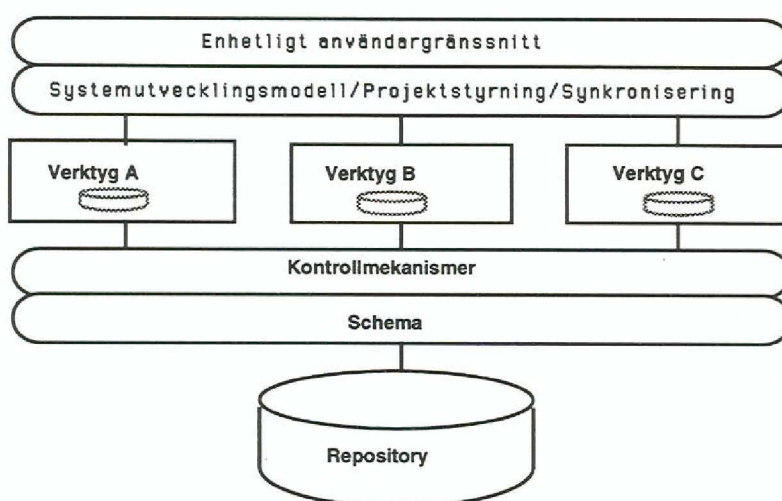 Enhetligt användargränssnitt
Systemutvecklingsmodell/Projektstyrning/Synkronisering
Verktyg A
Verktyg B
Verktyg C
Kontrollmekanismer
Schema
Repository